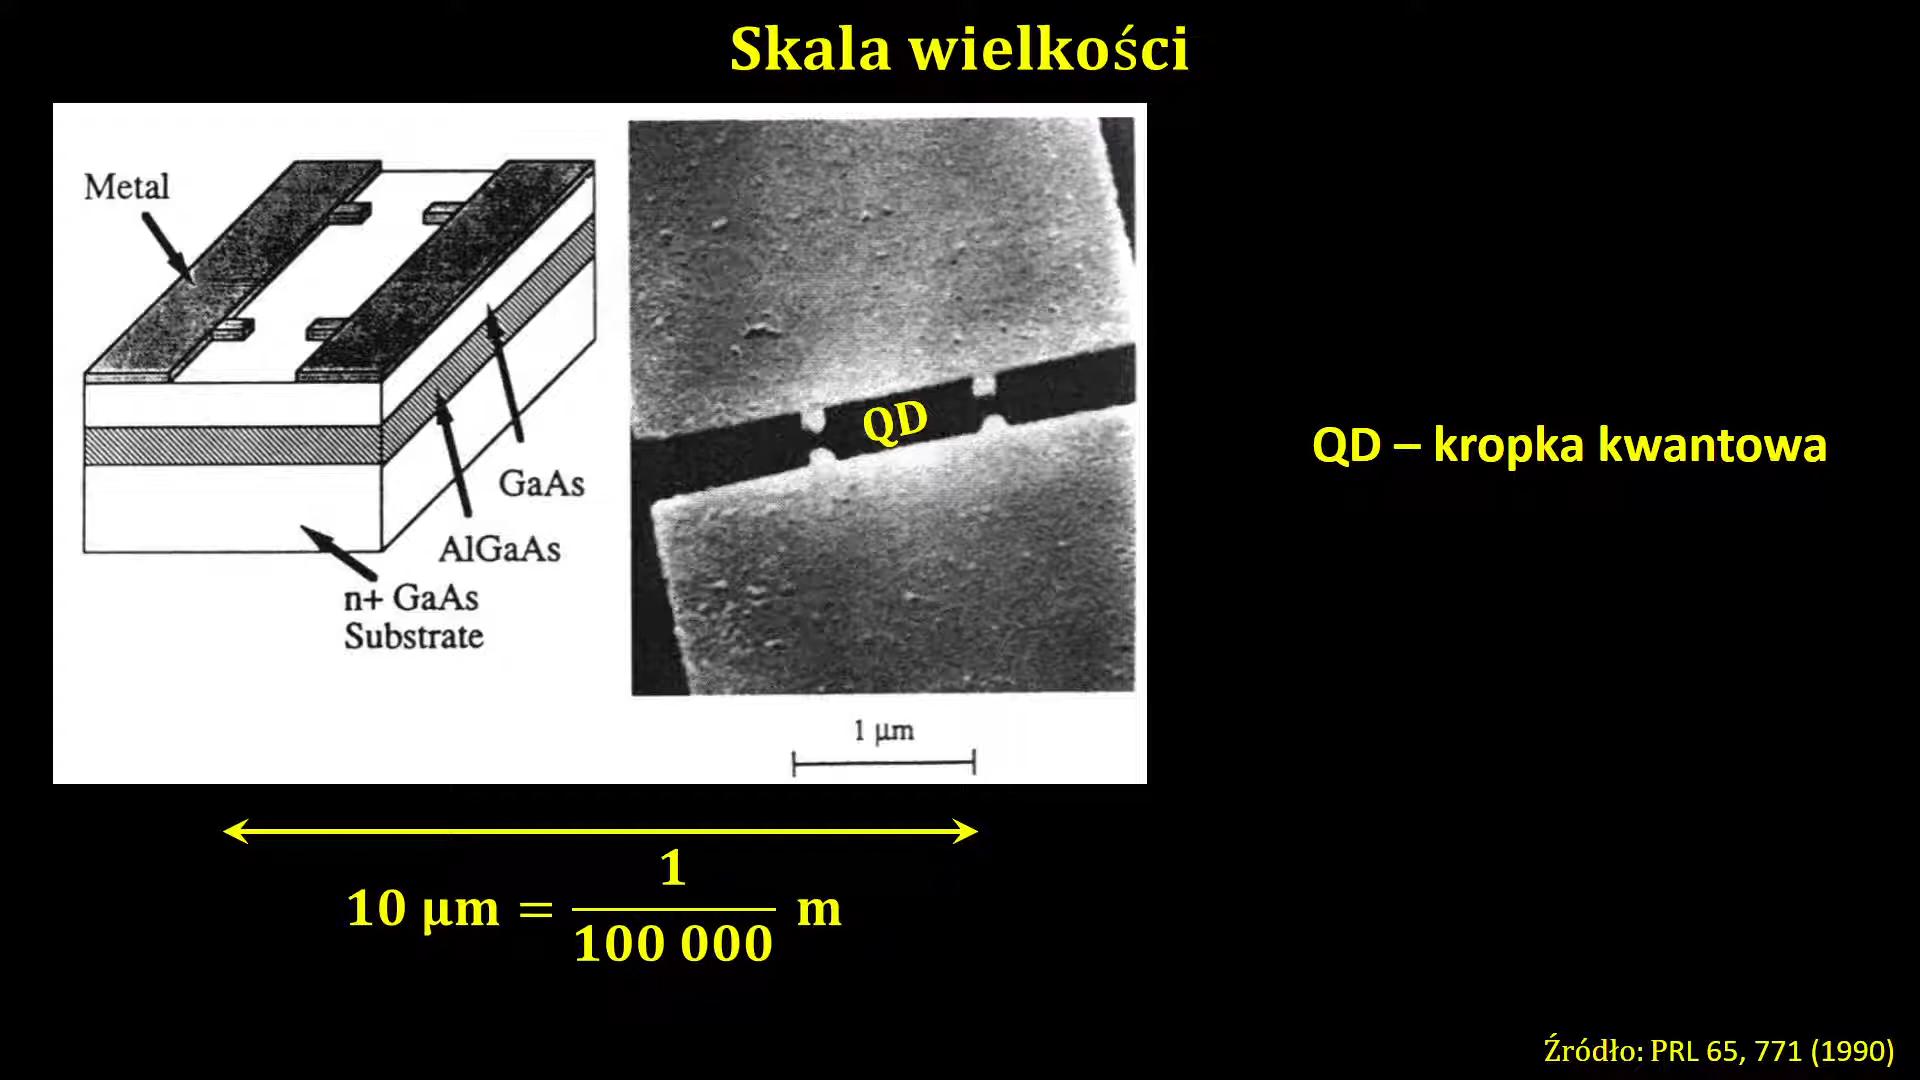 Skala wielkości
Metal
GaAs
AlGaAs
n+ GaAs
Substrate
QD
1 μm
QD – kropka kwantowa
10 μm = 1/100 000 m
Źródło: PRL 65, 771 (1990)